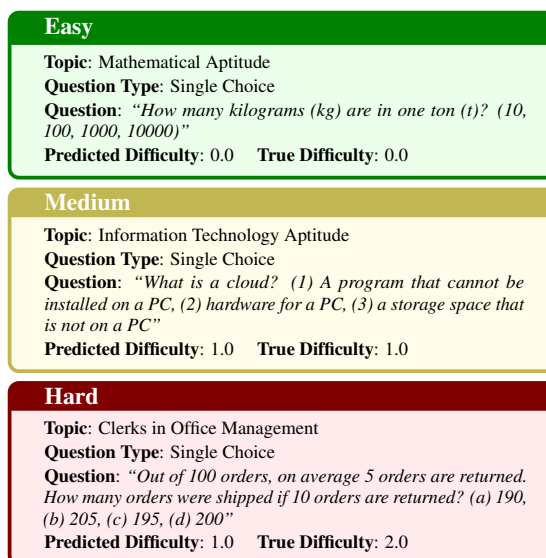 Easy
Topic: Mathematical Aptitude
Question Type: Single Choice
Question: “How many kilograms (kg) are in one ton (t)? (10,
100, 1000, 10000)”
Predicted Difficulty: 0.0 True Difficulty: 0.0
Medium
Topic: Information Technology Aptitude
Question Type: Single Choice
Question: “What is a cloud? (1) A program that cannot be
installed on a PC, (2) hardware for a PC, (3) a storage space that
is not on a PC”
Predicted Difficulty: 1.0 True Difficulty: 1.0
Hard
Topic: Clerks in Office Management
Question Type: Single Choice
Question: “Out of 100 orders, on average 5 orders are returned.
How many orders were shipped if 10 orders are returned? (a) 190,
(b) 205, (c) 195, (d) 200”
Predicted Difficulty: 1.0 True Difficulty: 2.0